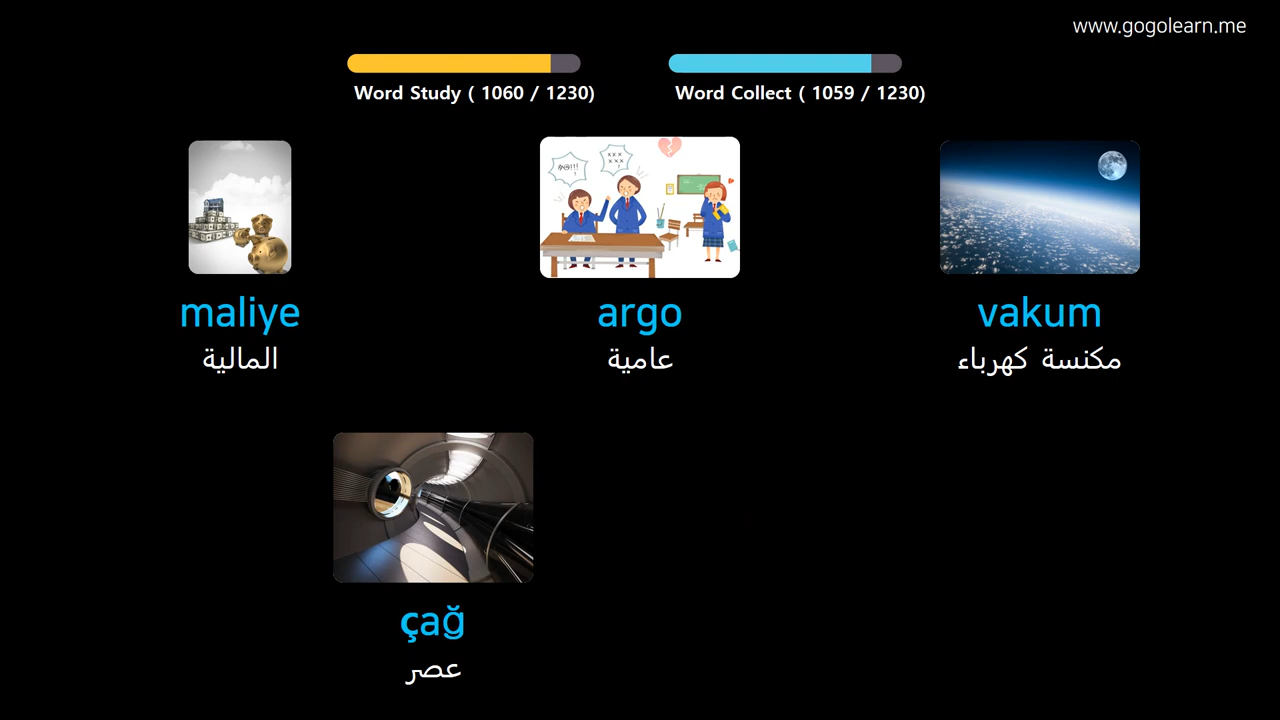 www.gogolearn.me
Word Study ( 1060 / 1230)
Word Collect ( 1059 / 1230)
maliye
المالية
argo
عامية
vakum
مكنسة كهرباء
çağ
عصر